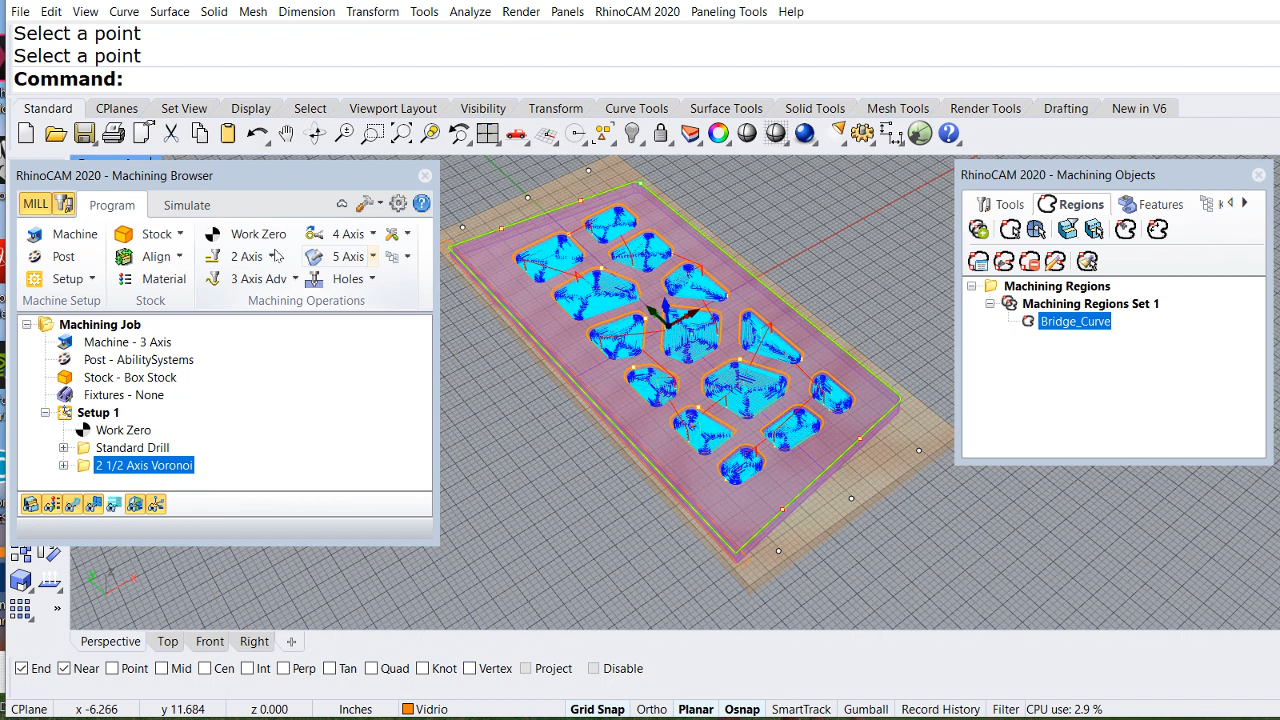 File Edit View Curve Surface Solid Mesh Dimension Transform Tools Analyze Render Panels RhinoCAM 2020 Paneling Tools Help
Select a point
Select a point
Command:
Standard CPlanes Set View Display Select Viewport Layout Visibility Transform Curve Tools Surface Tools Solid Tools Mesh Tools Render Tools Drafting New in V6
RhinoCAM 2020 - Machining Browser
MILL Program Simulate
Machine Stock Work Zero 4 Axis
Post Align 2 Axis 5 Axis
Setup Material 3 Axis Adv Holes
Machine Setup Stock Machining Operations
Machining Job
Machine - 3 Axis
Post - AbilitySystems
Stock - Box Stock
Fixtures - None
Setup 1
Work Zero
Standard Drill
2 1/2 Axis Voronoi
RhinoCAM 2020 - Machining Objects
Tools Regions Features
Machining Regions
Machining Regions Set 1
Bridge_Curve
z x
Perspective Top Front Right
End Near Point Mid Cen Int Perp Tan Quad Knot Vertex Project Disable
CPlane x -6.266 y 11.684 z 0.000 Inches Vidrio Grid Snap Ortho Planar Osnap SmartTrack Gumball Record History Filter CPU use: 2.9 %